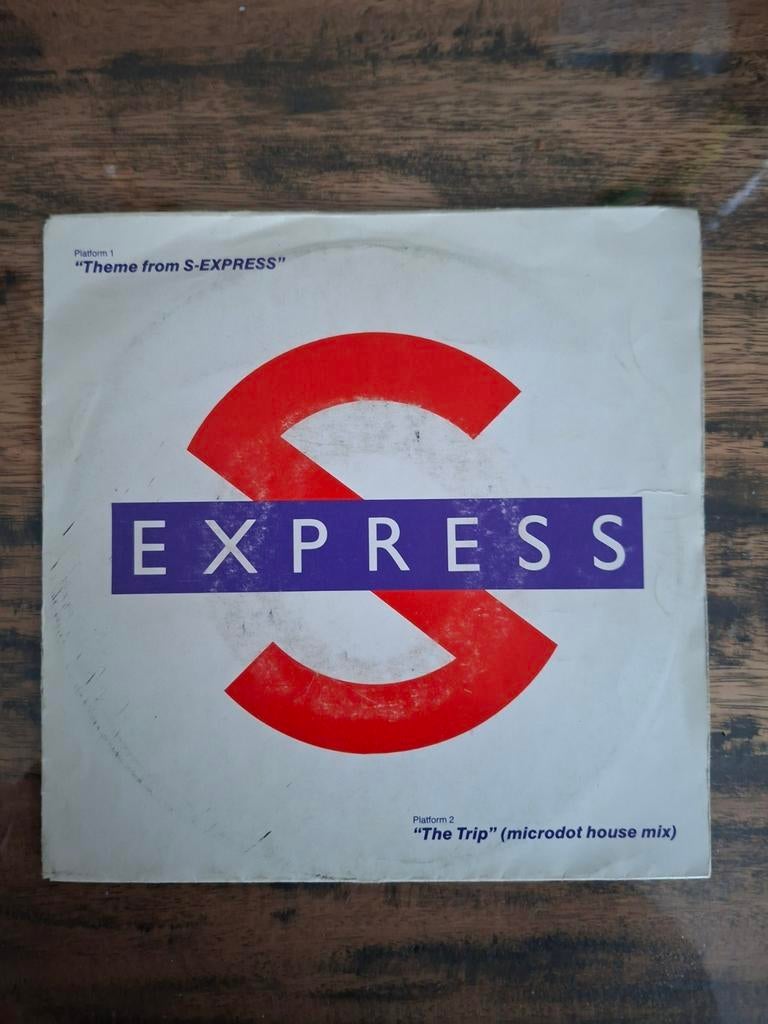 Platform 1
“Theme from S-EXPRESS”
S
EXPRESS
Platform 2
“The Trip” (microdot house mix)